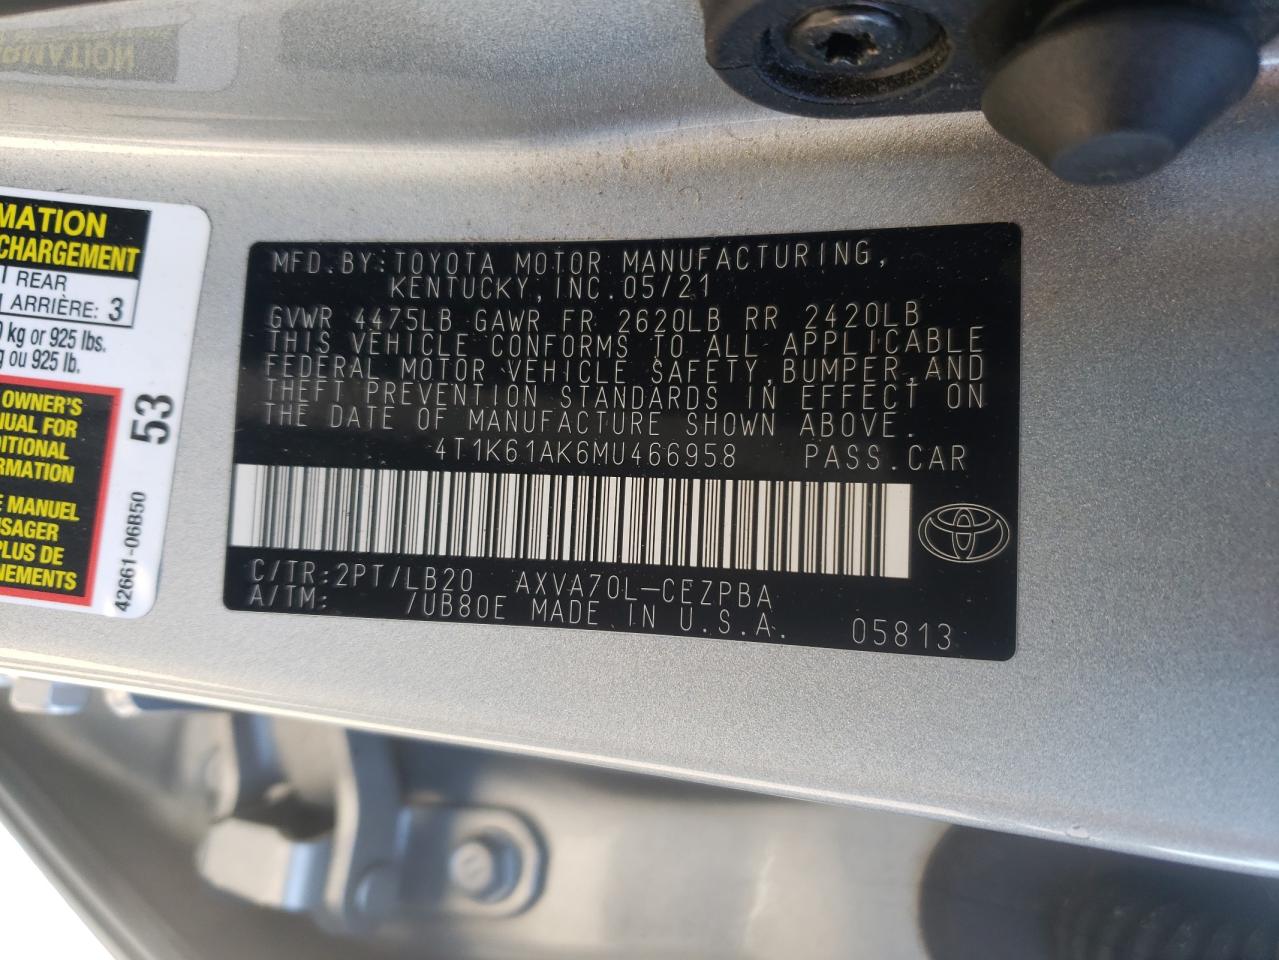 RMATION
MATION
CHARGEMENT
REAR
ARRIÈRE: 3
kg or 925 lbs.
ou 925 lb.
OWNER'S
UAL FOR
DITIONAL
RMATION
E MANUEL
SAGER
PLUS DE
NEMENTS
53
42661-06B50
MFD.BY:TOYOTA MOTOR MANUFACTURING,
KENTUCKY,INC.05/21
GVWR 4475LB GAWR FR 2620LB RR 2420LB
THIS VEHICLE CONFORMS TO ALL APPLICABLE
FEDERAL MOTOR VEHICLE SAFETY,BUMPER,AND
THEFT PREVENTION STANDARDS IN EFFECT ON
THE DATE OF MANUFACTURE SHOWN ABOVE.
4T1K61AK6MU466958 PASS.CAR
C/TR:2PT/LB20 AXVA70L-CEZPBA
A/TM: /UB80E MADE IN U.S.A. 05813